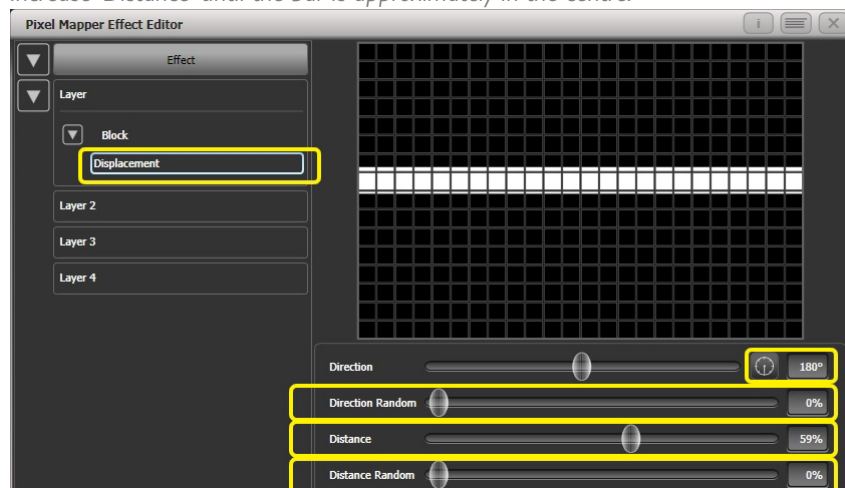 increase 'Distance' until the bar is approximately in the centre.
Pixel Mapper Effect Editor
i
Effect
Layer
Block
Displacement
Layer 2
Layer 3
Layer 4
Direction 180°
Direction Random 0%
Distance 59%
Distance Random 0%